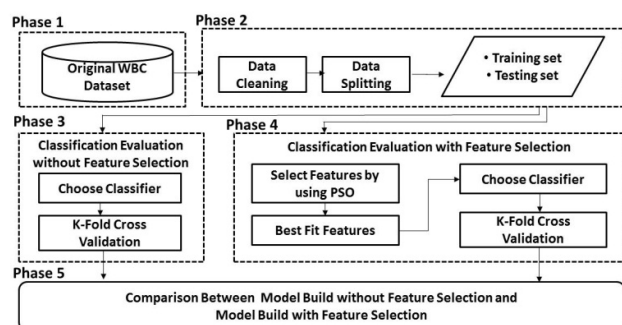 Phase 1
Original WBC
Dataset
Phase 2
Data
Cleaning
Data
Splitting
• Training set
• Testing set
Phase 3
Classification Evaluation
without Feature Selection
Choose Classifier
K-Fold Cross
Validation
Phase 4
Classification Evaluation with Feature Selection
Select Features by
using PSO
Best Fit Features
Choose Classifier
K-Fold Cross
Validation
Phase 5
Comparison Between Model Build without Feature Selection and
Model Build with Feature Selection